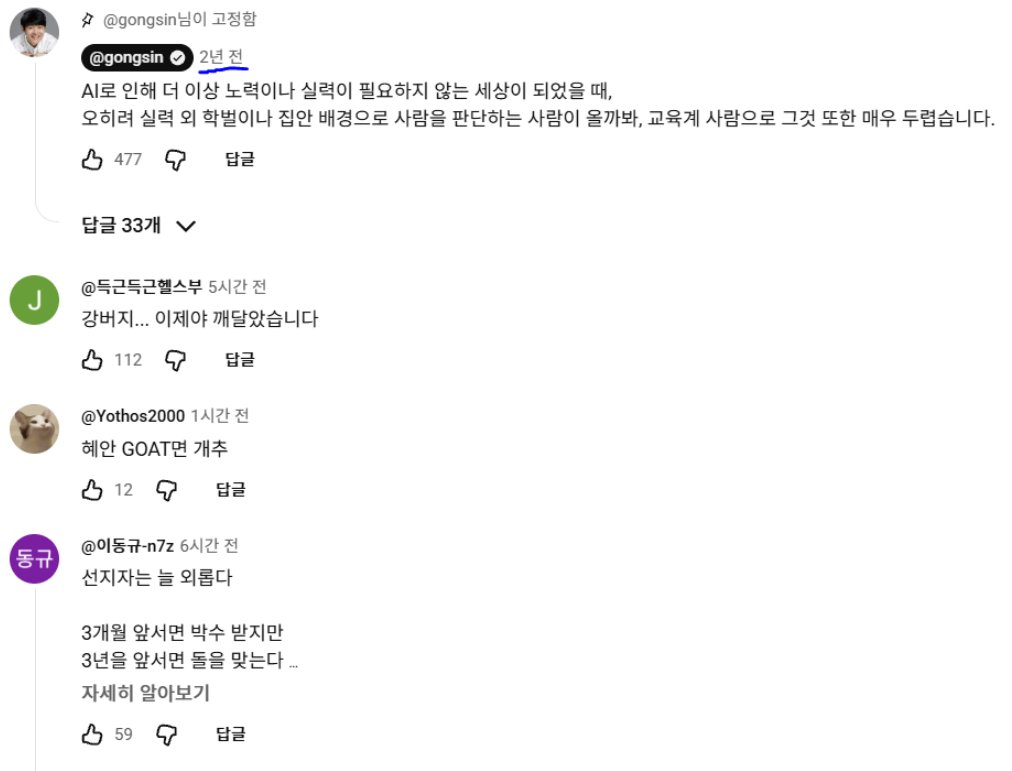 @gongsin님이 고정함
@gongsin 2년 전
AI로 인해 더 이상 노력이나 실력이 필요하지 않는 세상이 되었을 때,
오히려 실력 외 학벌이나 집안 배경으로 사람을 판단하는 사람이 올까봐, 교육계 사람으로 그것 또한 매우 두렵습니다.
477 답글
답글 33개
J
@득근득근헬스부 5시간 전
강버지... 이제야 깨달았습니다
112 답글
@Yothos2000 1시간 전
혜안 GOAT면 개추
12 답글
동규
@이동규-n7z 6시간 전
선지자는 늘 외롭다
3개월 앞서면 박수 받지만
3년을 앞서면 돌을 맞는다 ...
자세히 알아보기
59 답글